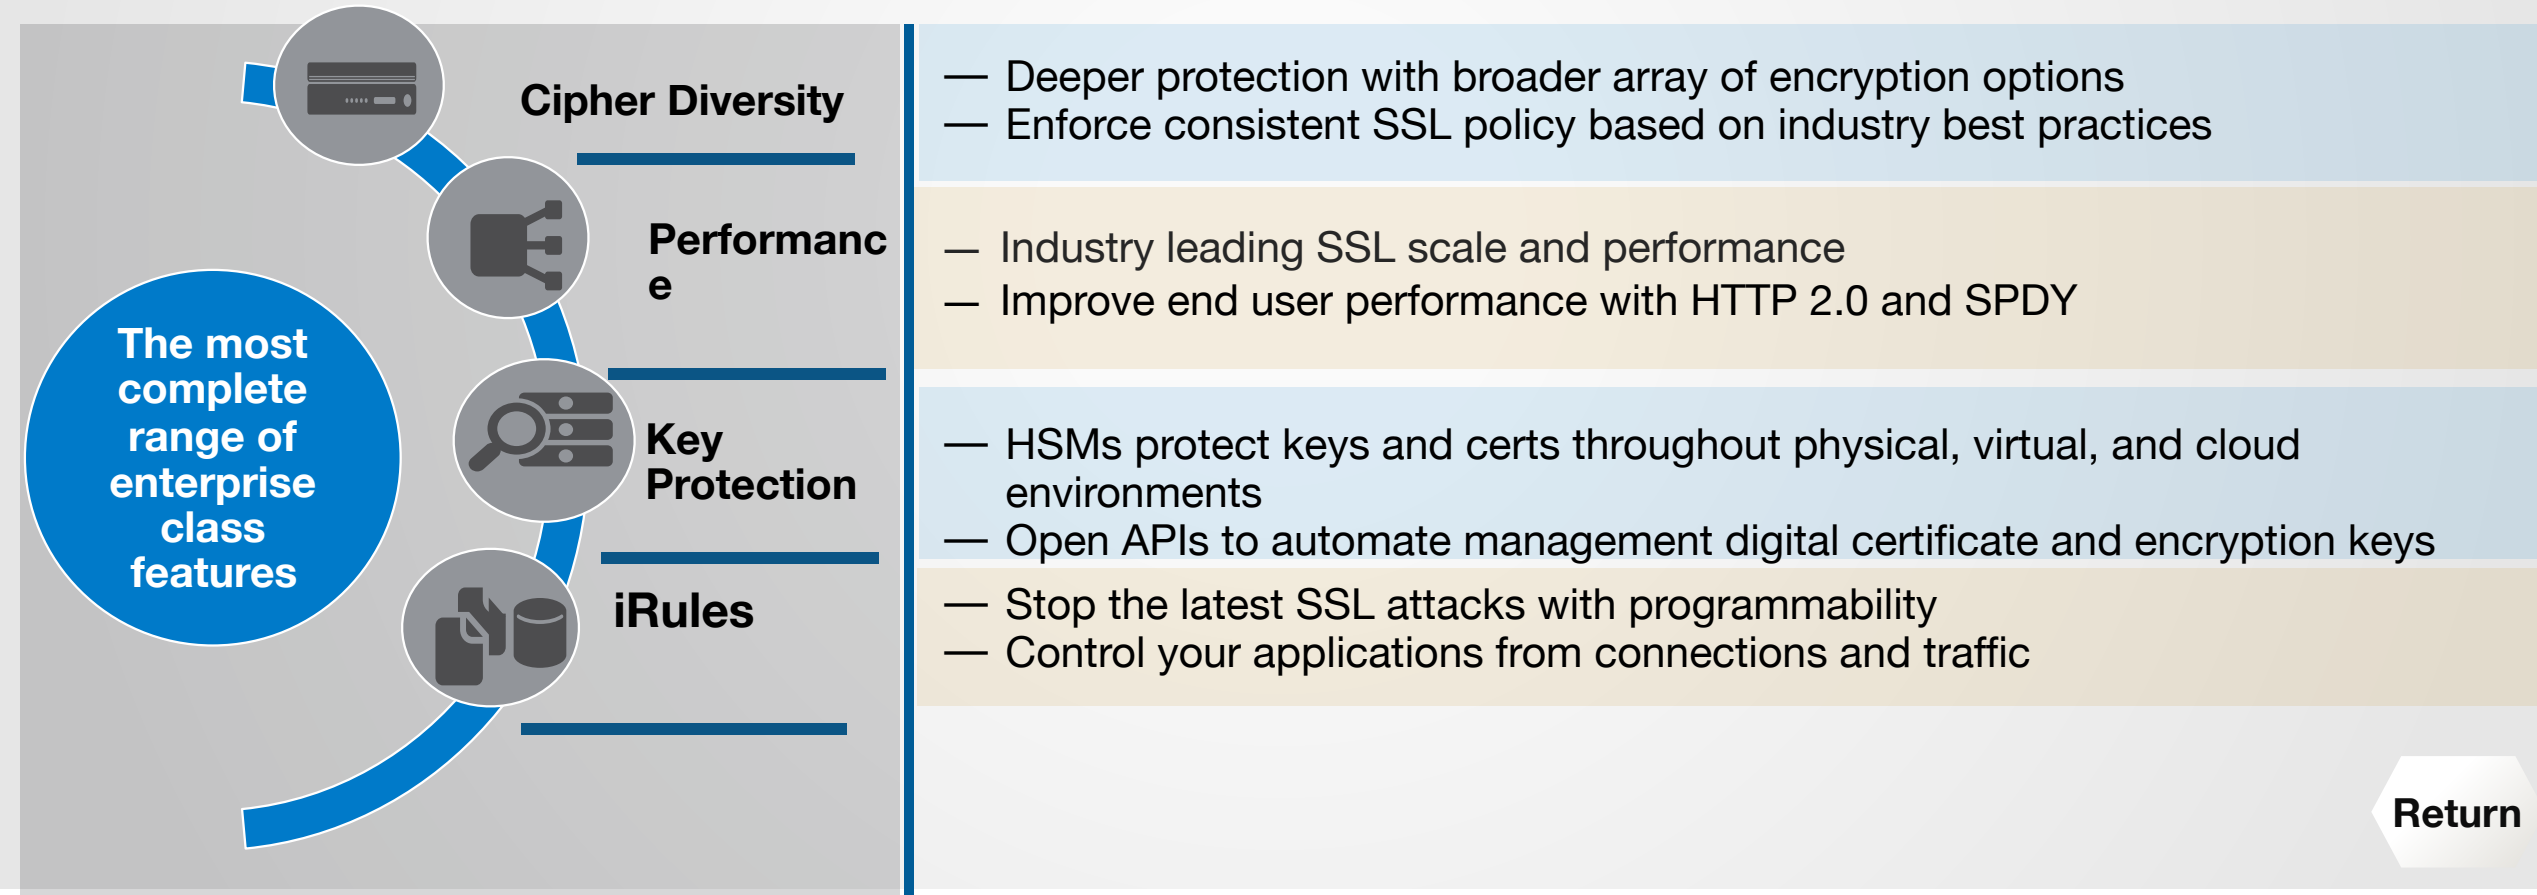 The most
complete
range of
enterprise
class
features
Cipher Diversity
— Deeper protection with broader array of encryption options
— Enforce consistent SSL policy based on industry best practices
Performanc
e
— Industry leading SSL scale and performance
— Improve end user performance with HTTP 2.0 and SPDY
Key
Protection
— HSMs protect keys and certs throughout physical, virtual, and cloud
environments
— Open APIs to automate management digital certificate and encryption keys
iRules
— Stop the latest SSL attacks with programmability
— Control your applications from connections and traffic
Return